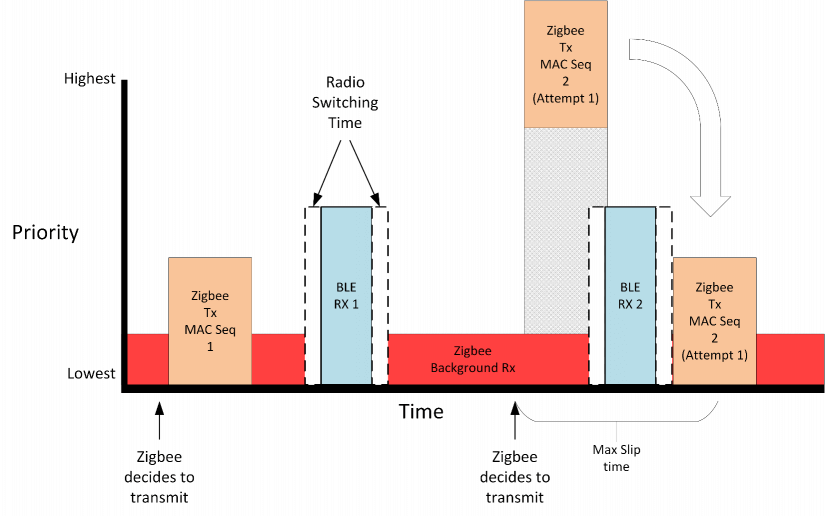 Zigbee
Tx
MAC Seq
2
(Attempt 1)
Highest
Radio
Switching
Time
Priority
Zigbee
Tx
MAC Seq
1
BLE
RX 1
BLE
RX 2
Zigbee
Tx
MAC Seq
2
(Attempt 1)
Zigbee
Background Rx
Lowest
Time
Zigbee
decides to
transmit
Zigbee
decides to
transmit
Max Slip
time